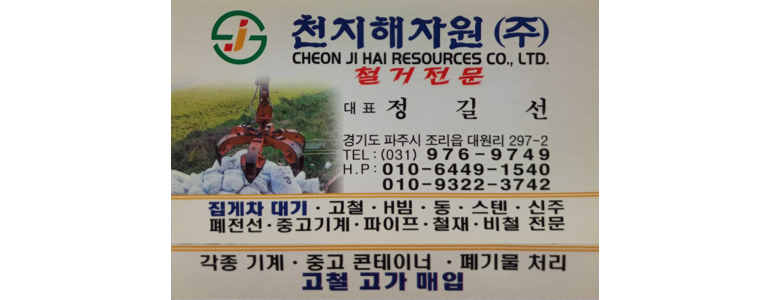 천지해자원 (주)
CHEON JI HAI RESOURCES CO., LTD.
철거전문
대표 정 길 선
경기도 파주시 조리읍 대원리 297-2
TEL : (031) 976-9749
H.P : 010-6449-1540
010-9322-3742
집게차 대기 · 고철 · H빔 · 동 · 스텐 · 신주
폐전선 · 중고기계 · 파이프 · 철재 · 비철 전문
각종 기계 · 중고 콘테이너 · 폐기물 처리
고철 고가 매입